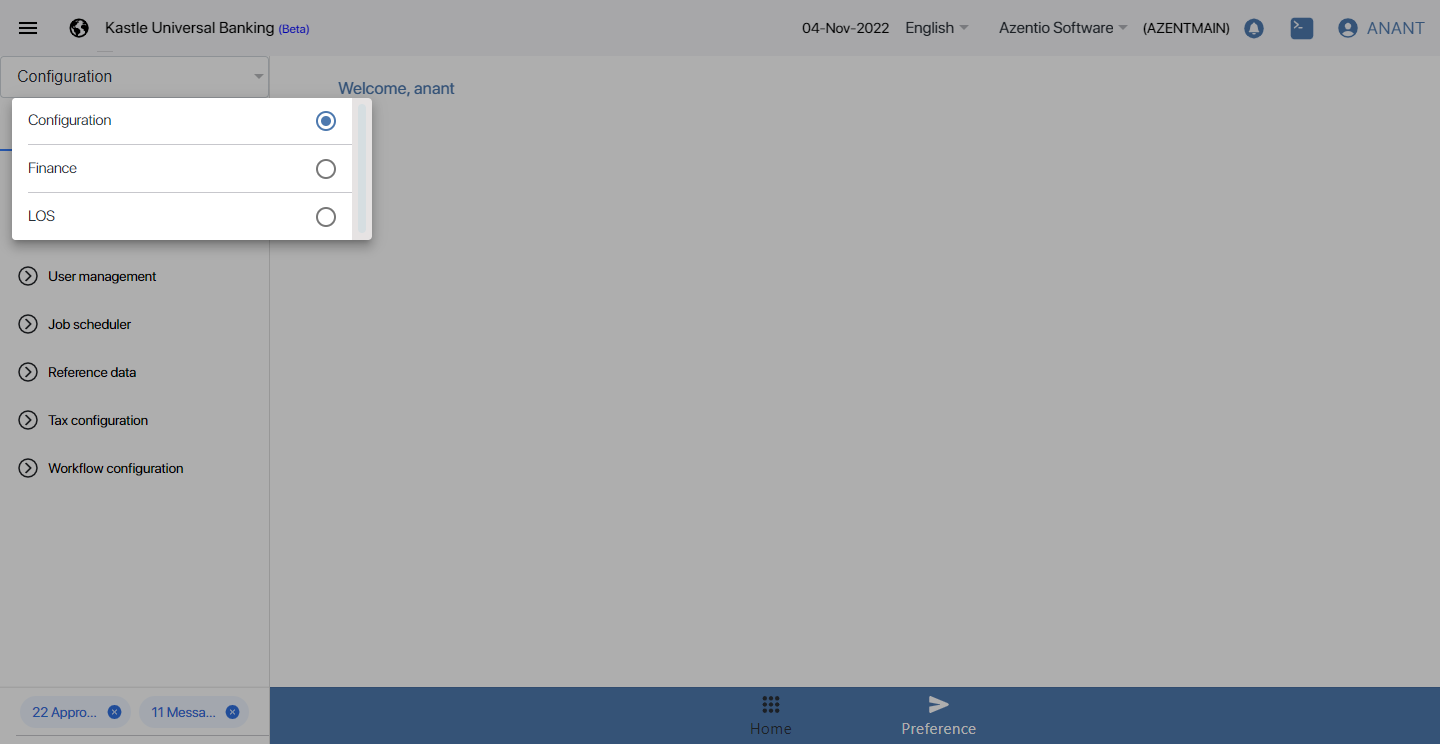 Kastle Universal Banking (Beta)
04-Nov-2022 English Azentio Software (AZENTMAIN) ANANT
Configuration
Welcome, anant
Configuration
Finance
LOS
User management
Job scheduler
Reference data
Tax configuration
Workflow configuration
22 Appro... 11 Messa...
Home Preference